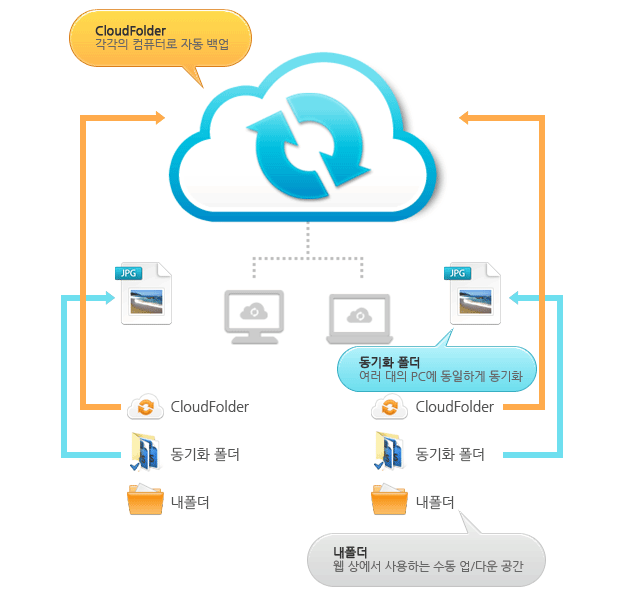 CloudFolder
각각의 컴퓨터로 자동 백업
JPG
JPG
동기화 폴더
여러 대의 PC에 동일하게 동기화
CloudFolder
CloudFolder
동기화 폴더
동기화 폴더
내폴더
내폴더
내폴더
웹 상에서 사용하는 수동 업/다운 공간